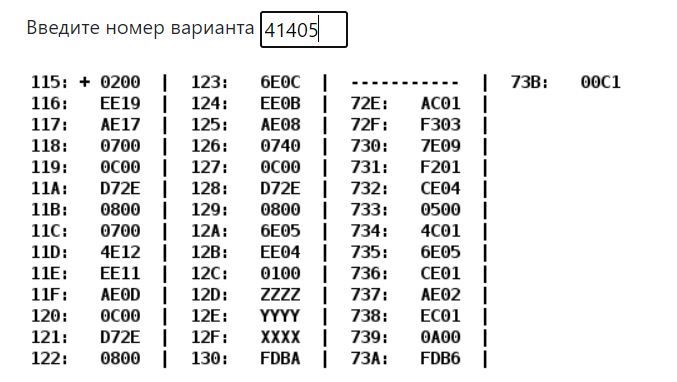 Введите номер варианта 41405
115: + 0200 | 123: 6E0C | ----------- | 73B: 00C1
116: EE19 | 124: EE0B | 72E: AC01 |
117: AE17 | 125: AE08 | 72F: F303 |
118: 0700 | 126: 0740 | 730: 7E09 |
119: 0C00 | 127: 0C00 | 731: F201 |
11A: D72E | 128: D72E | 732: CE04 |
11B: 0800 | 129: 0800 | 733: 0500 |
11C: 0700 | 12A: 6E05 | 734: 4C01 |
11D: 4E12 | 12B: EE04 | 735: 6E05 |
11E: EE11 | 12C: 0100 | 736: CE01 |
11F: AE0D | 12D: ZZZZ | 737: AE02 |
120: 0C00 | 12E: YYYY | 738: EC01 |
121: D72E | 12F: XXXX | 739: 0A00 |
122: 0800 | 130: FDBA | 73A: FDB6 |